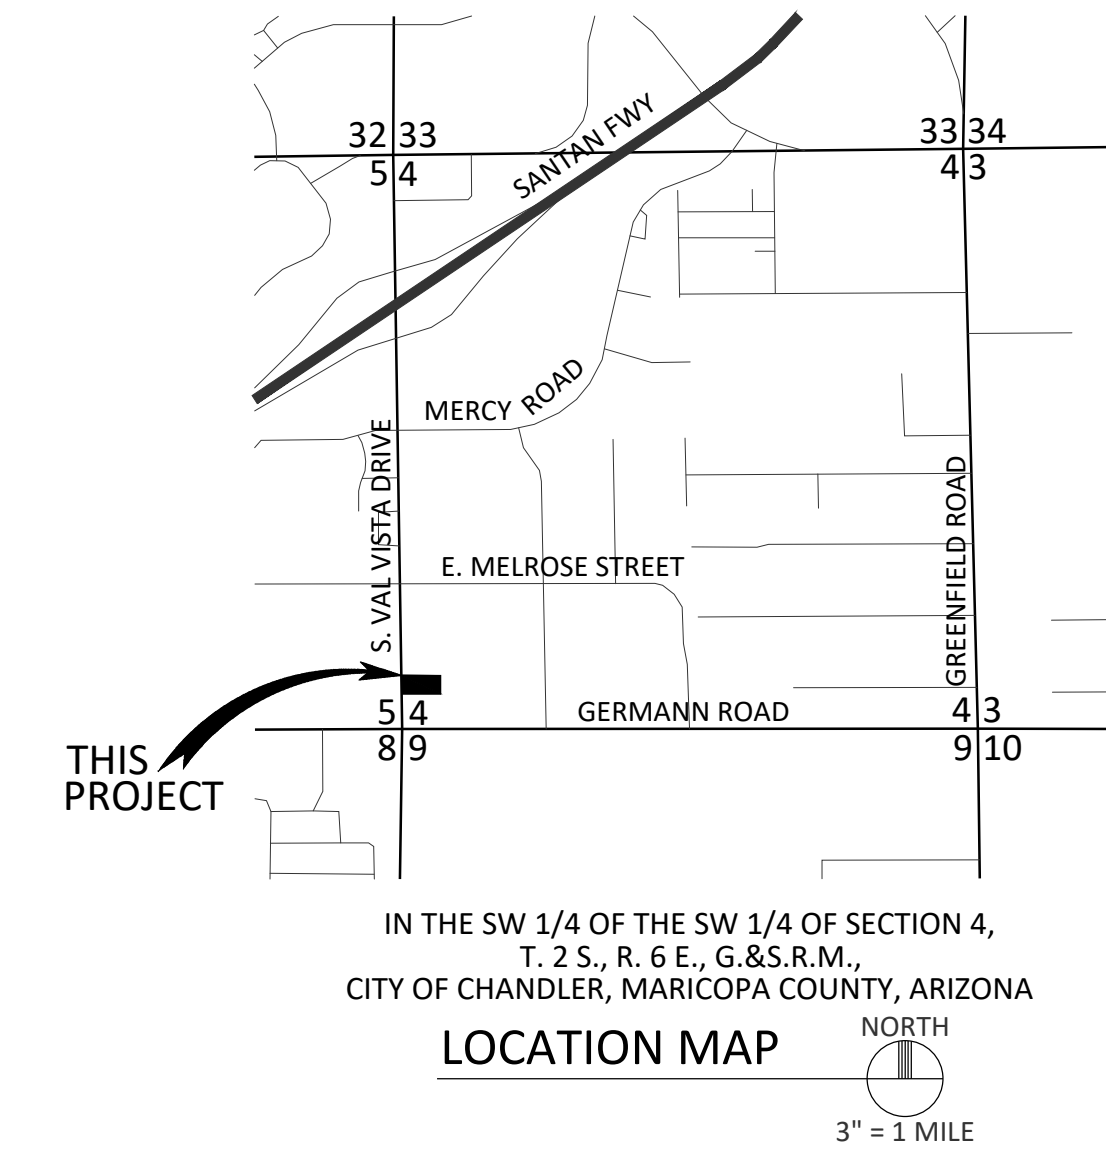 32 33
33 34
5 4
4 3
SANTAN FWY
MERCY ROAD
S. VAL VISTA DRIVE
GREENFIELD ROAD
E. MELROSE STREET
5 4
GERMANN ROAD
4 3
8 9
9 10
THIS
PROJECT
IN THE SW 1/4 OF THE SW 1/4 OF SECTION 4,
T. 2 S., R. 6 E., G.&S.R.M.,
CITY OF CHANDLER, MARICOPA COUNTY, ARIZONA
LOCATION MAP
NORTH
3" = 1 MILE